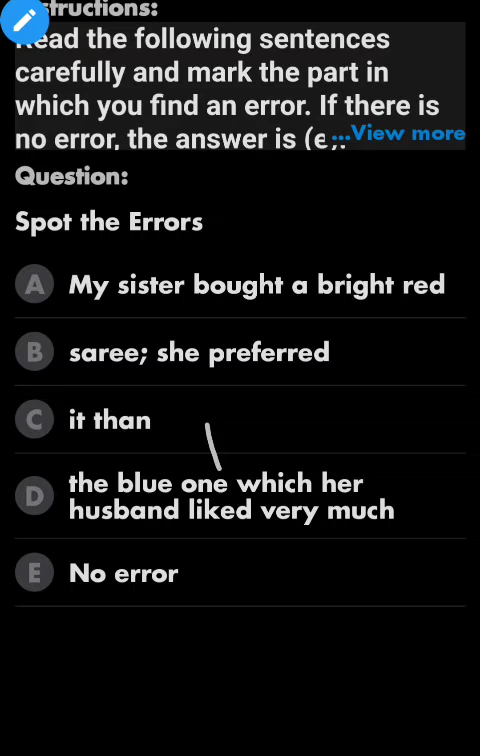 structions:
Read the following sentences
carefully and mark the part in
which you find an error. If there is
no error, the answer is (e). ...View more
Question:
Spot the Errors
A My sister bought a bright red
B saree; she preferred
C it than
D the blue one which her
husband liked very much
E No error